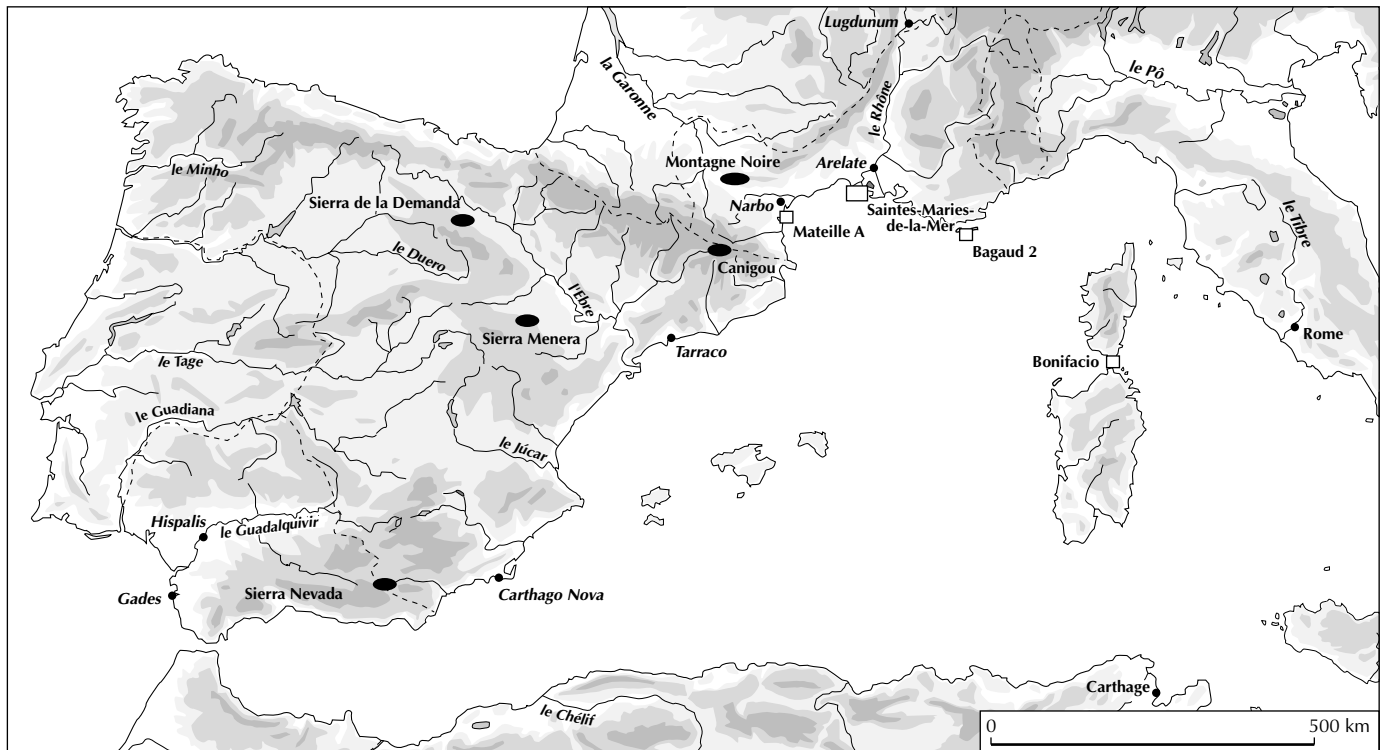 Lugdunum
la Garonne
le Rhône
le Pô
Montagne Noire
Arelate
le Minho
Sierra de la Demanda
Narbo
Saintes-Maries-
de-la-Mer
Mateille A
le Tibre
le Duero
Bagaud 2
Canigou
l'Èbre
Sierra Menera
Tarraco
Rome
le Tage
Bonifacio
le Guadiana
le Júcar
Hispalis
le Guadalquivir
Gades
Sierra Nevada
Carthago Nova
Carthage
le Chélif
0 500 km